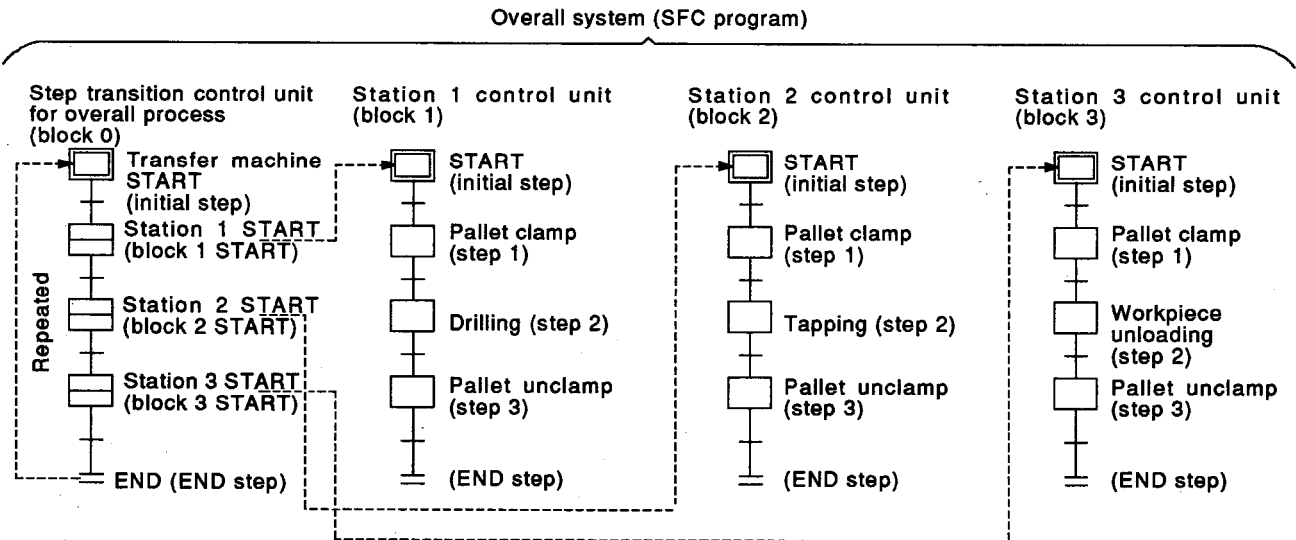 Overall system (SFC program)
Step transition control unit
for overall process
(block 0)
Transfer machine
START
(initial step)
Station 1 START
(block 1 START)
Station 2 START
(block 2 START)
Station 3 START
(block 3 START)
Repeated
END (END step)
Station 1 control unit
(block 1)
START
(initial step)
Pallet clamp
(step 1)
Drilling (step 2)
Pallet unclamp
(step 3)
(END step)
Station 2 control unit
(block 2)
START
(initial step)
Pallet clamp
(step 1)
Tapping (step 2)
Pallet unclamp
(step 3)
(END step)
Station 3 control unit
(block 3)
START
(initial step)
Pallet clamp
(step 1)
Workpiece
unloading
(step 2)
Pallet unclamp
(step 3)
(END step)